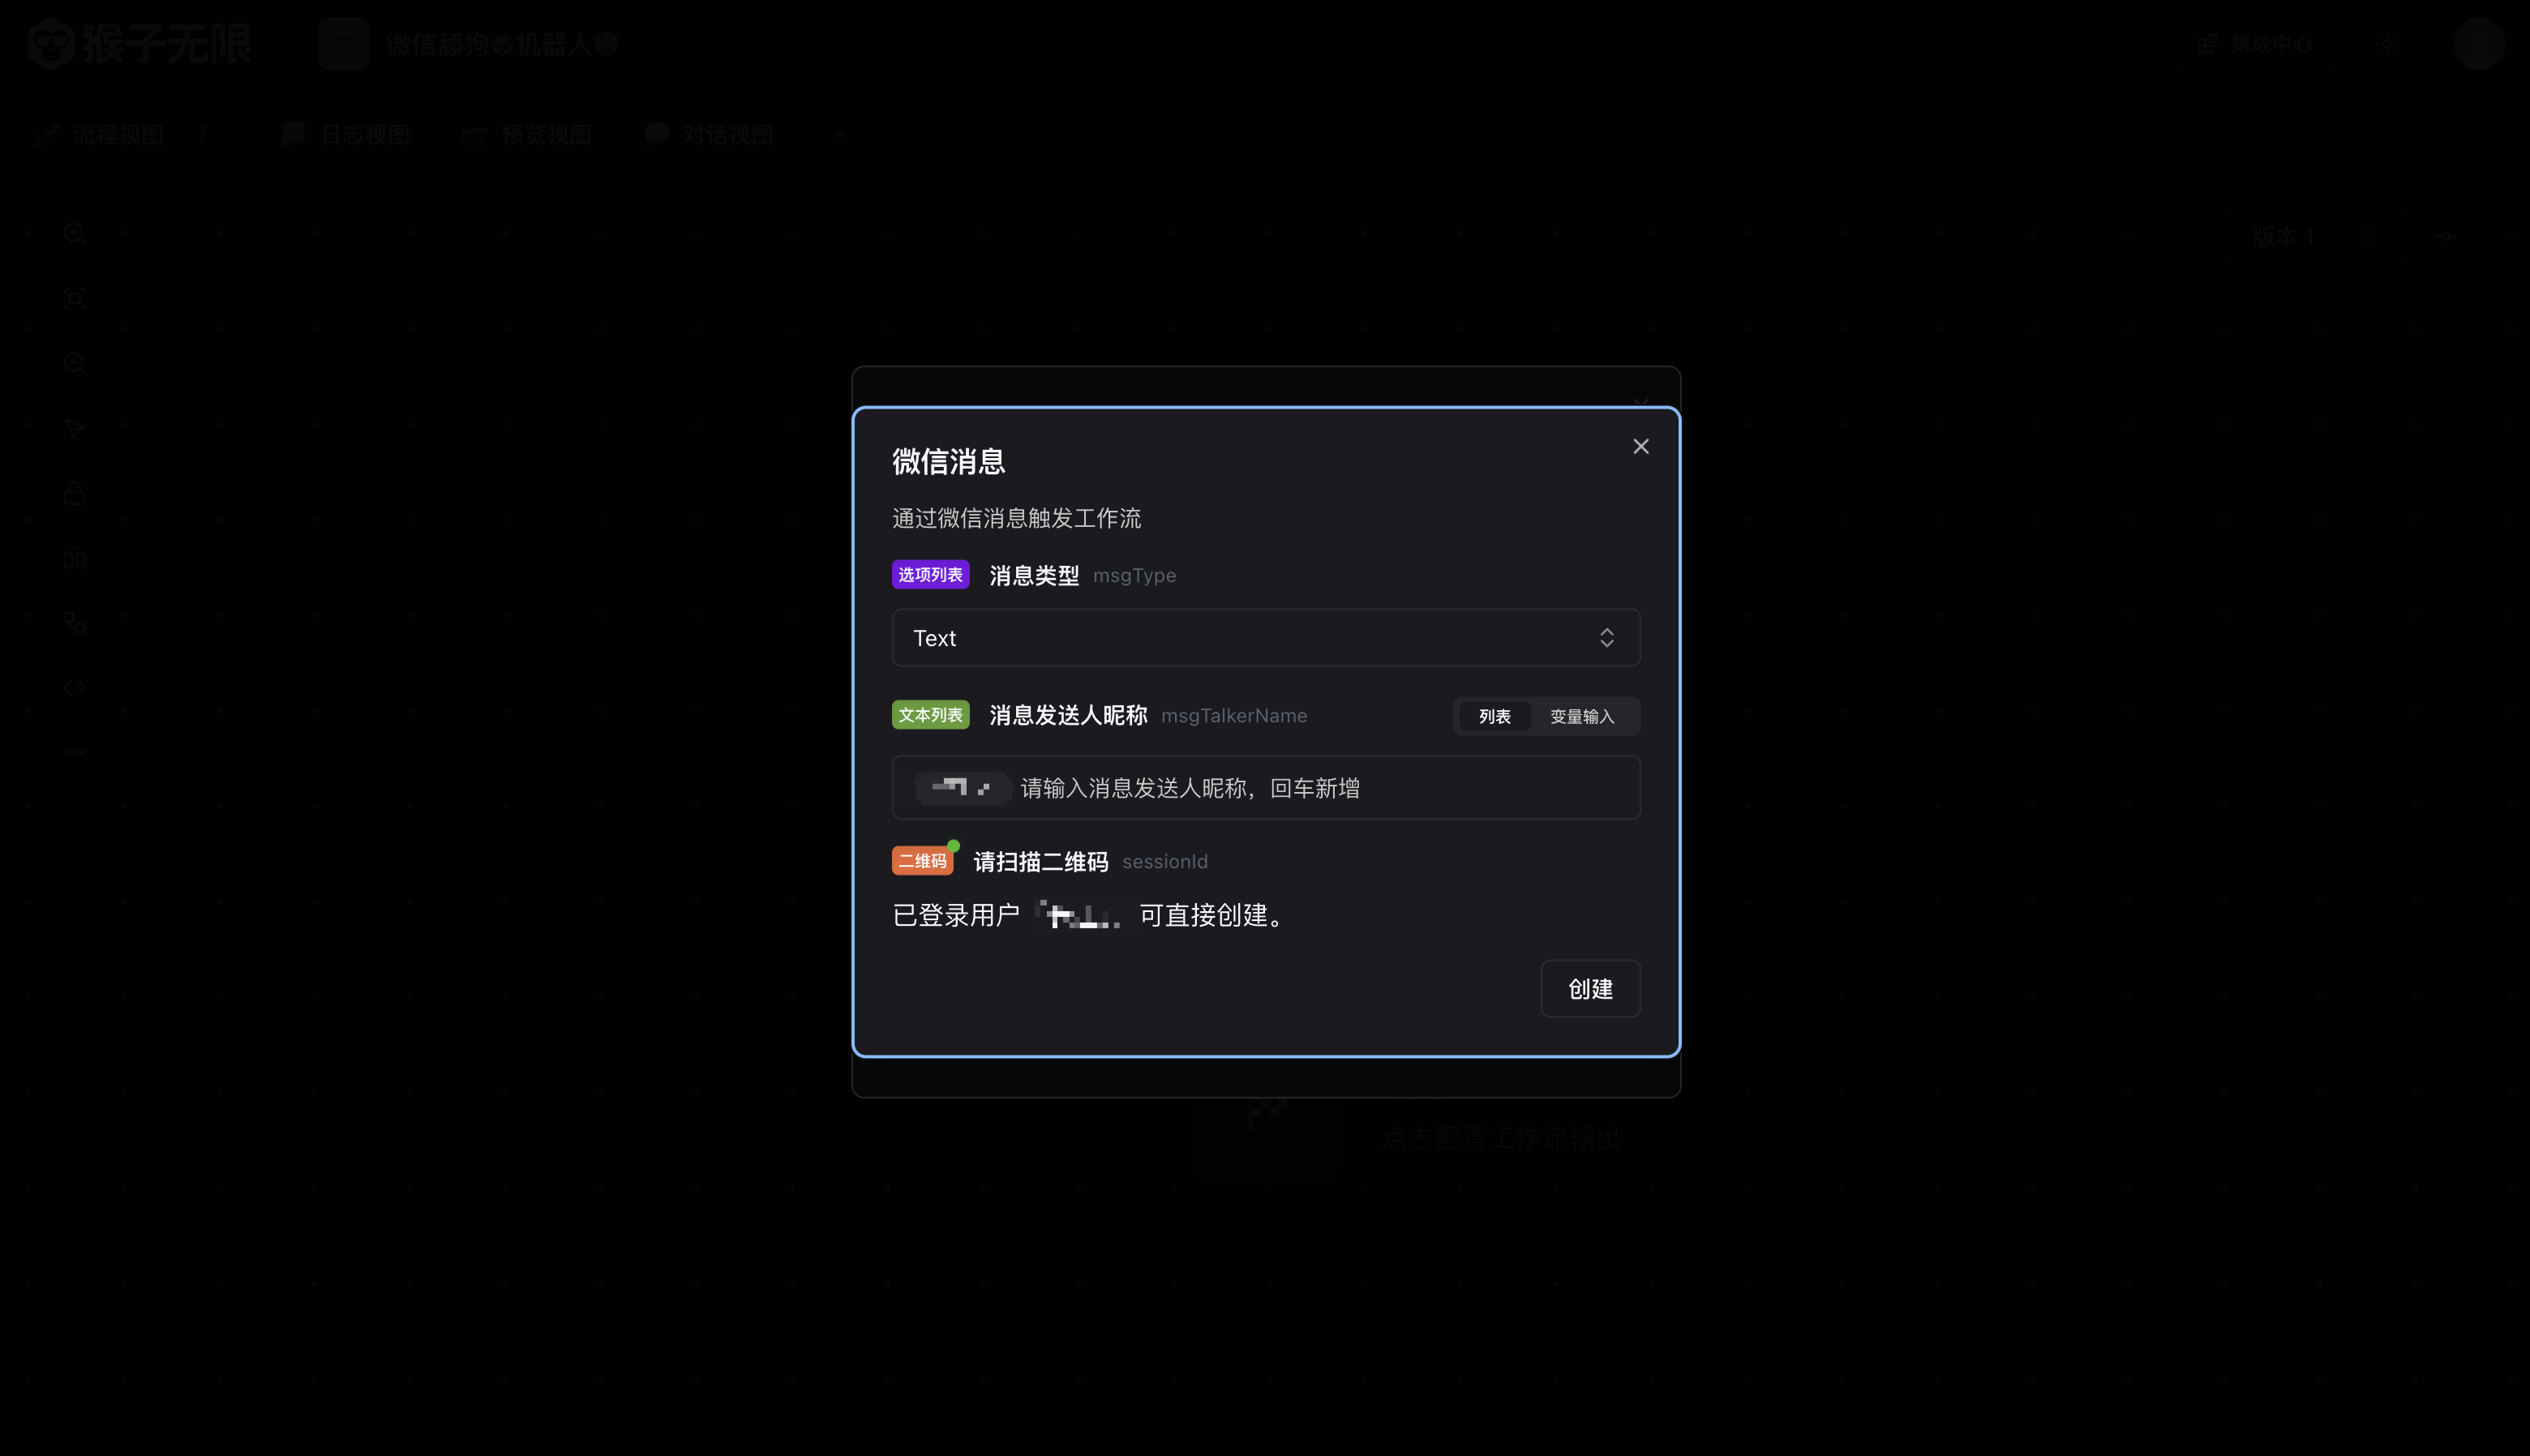 猴子无限
微信舔狗🐶机器人🤡
集成中心
流程视图
日志视图
预览视图
对话视图
版本 1
微信消息
通过微信消息触发工作流
选项列表 消息类型 msgType
Text
文本列表 消息发送人昵称 msgTalkerName 列表 变量输入
请输入消息发送人昵称，回车新增
二维码 请扫描二维码 sessionId
已登录用户 可直接创建。
创建
点击配置工作流输出